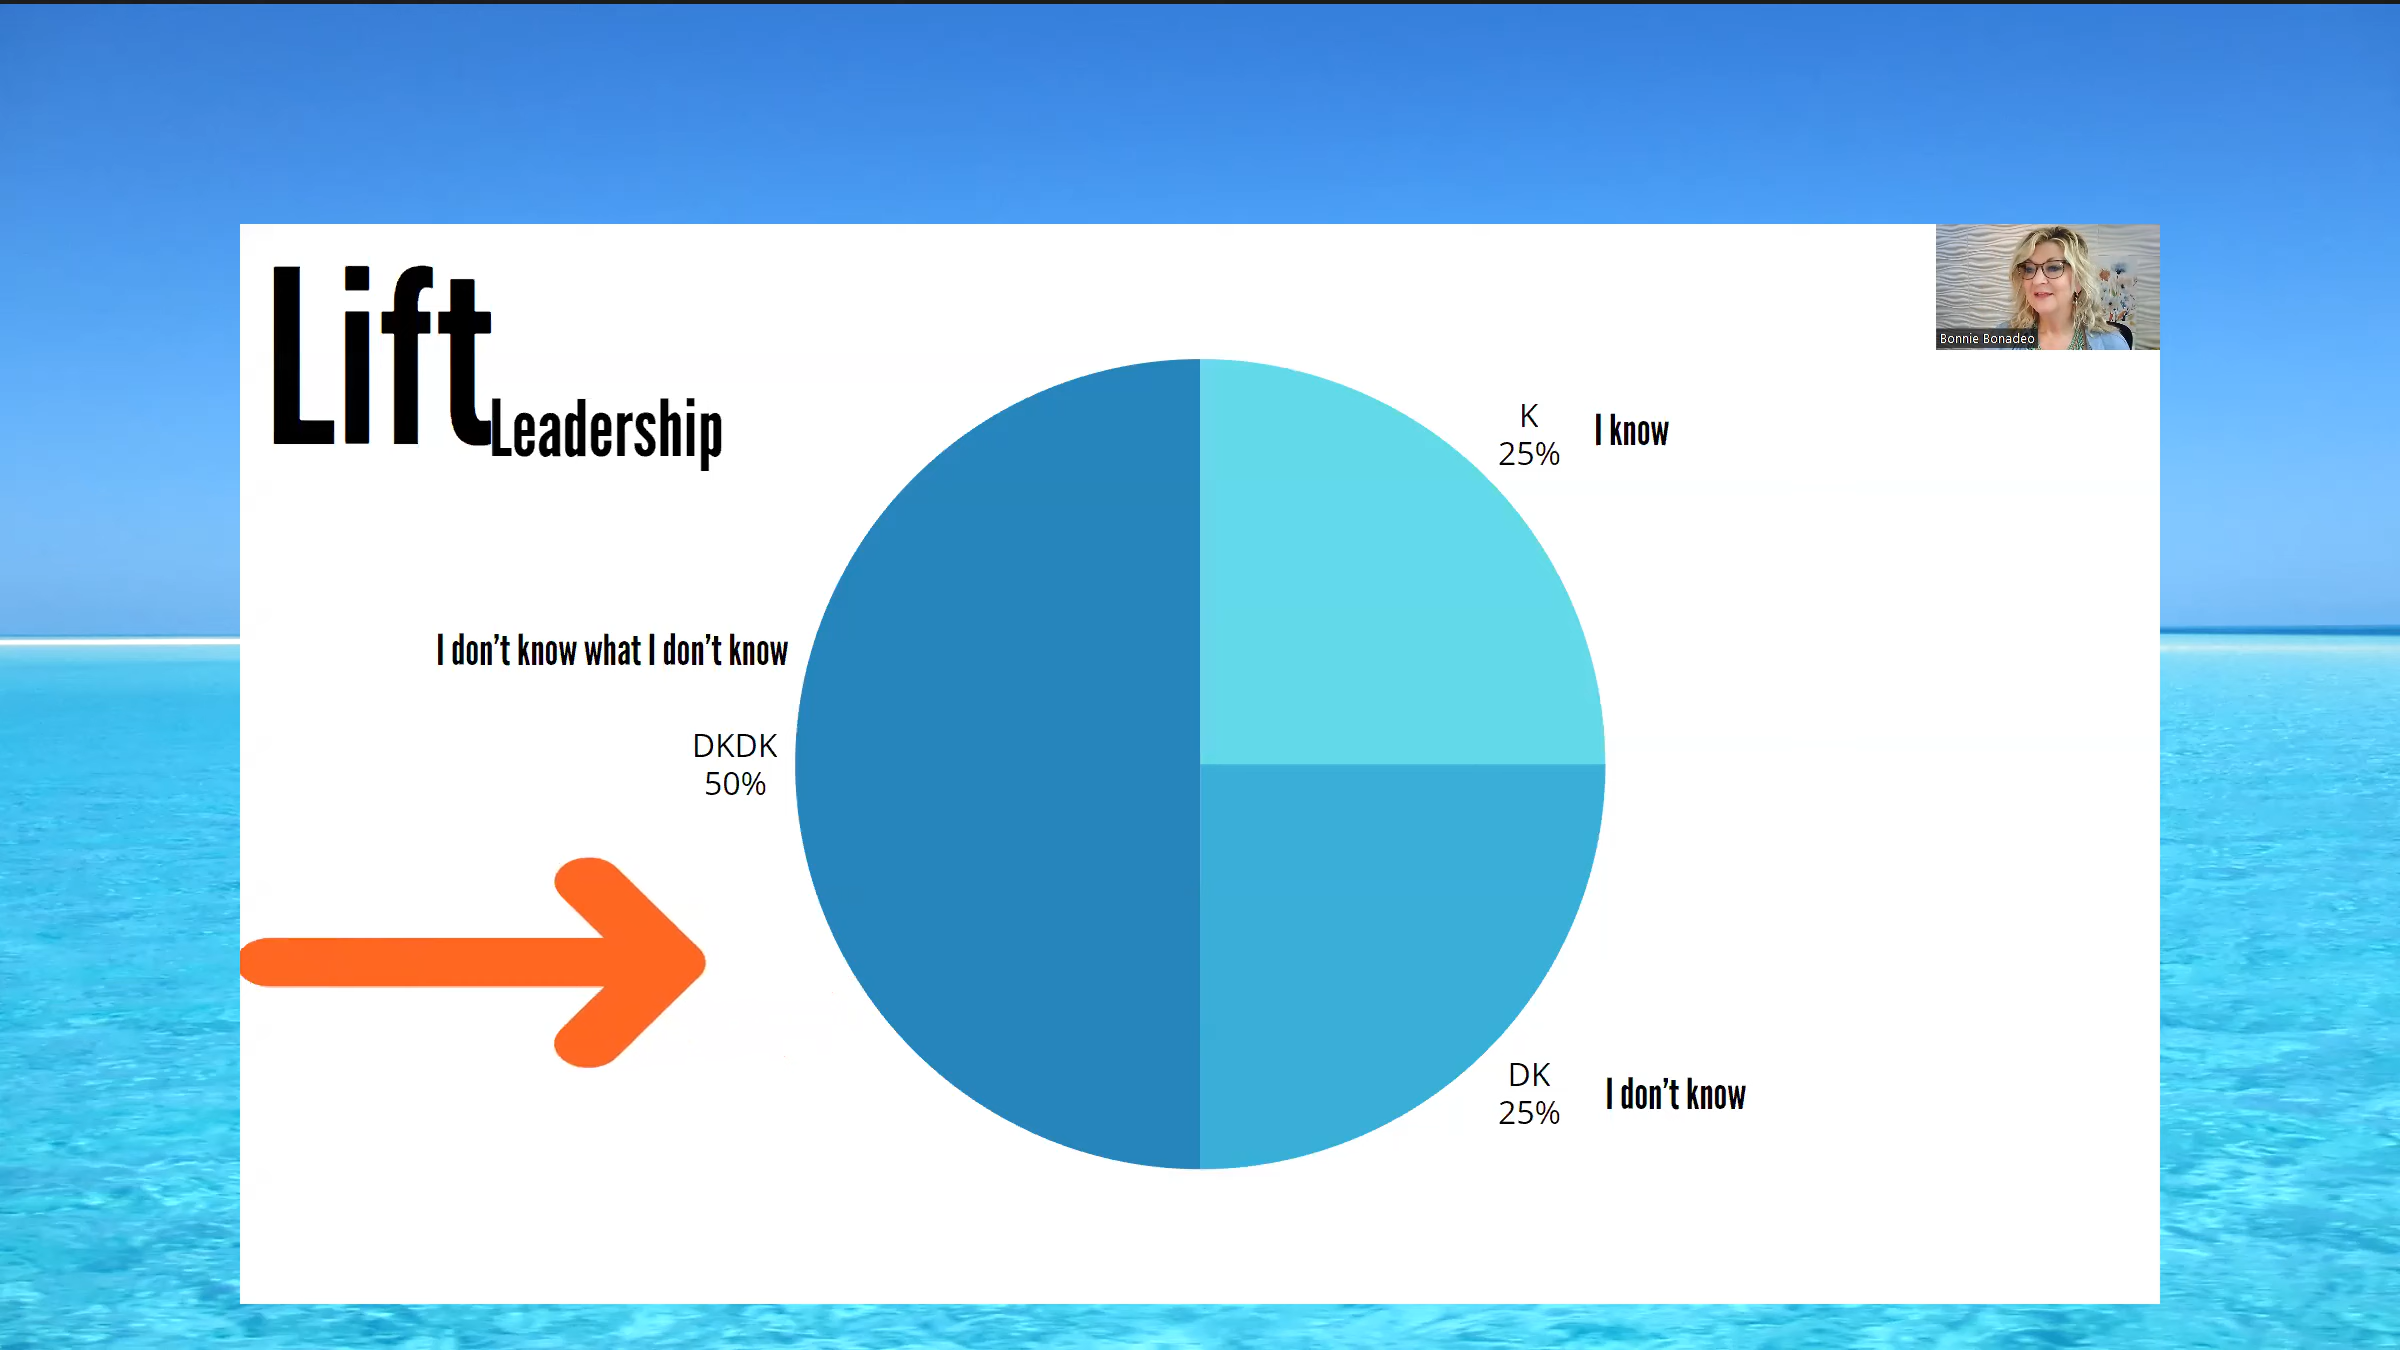 Lift
Leadership
Bonnie Bonadeo
K
25%
I know
I don't know what I don't know
DKDK
50%
DK
25%
I don't know